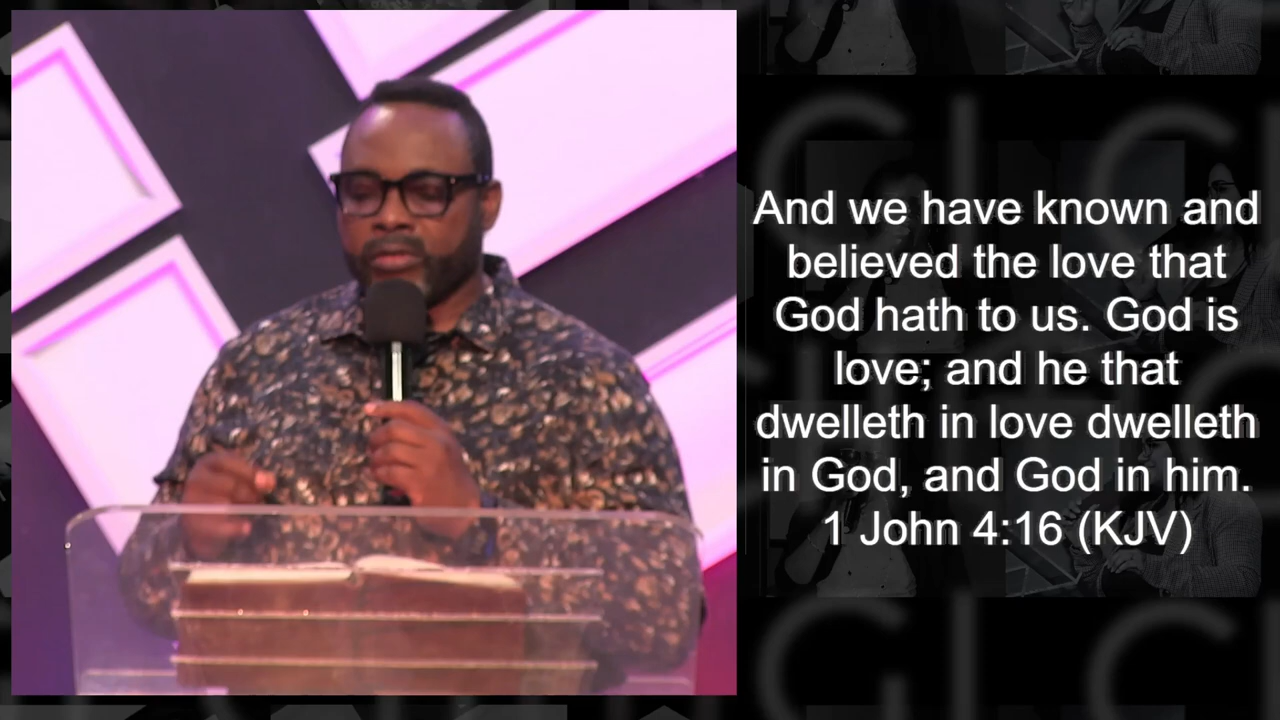 And we have known and
believed the love that
God hath to us. God is
love; and he that
dwelleth in love dwelleth
in God, and God in him.
1 John 4:16 (KJV)